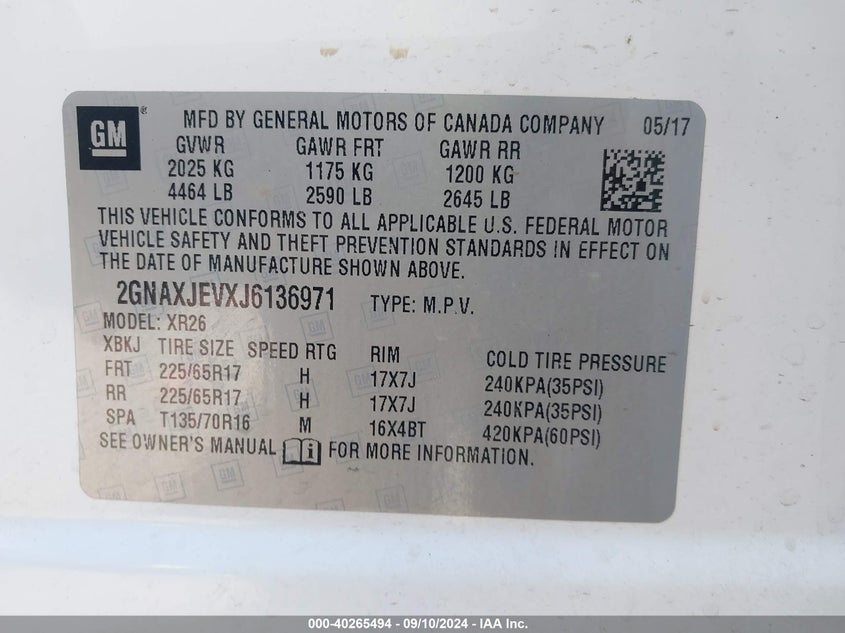 GM ® MFD BY GENERAL MOTORS OF CANADA COMPANY 05/17
GVWR GAWR FRT GAWR RR
2025 KG 1175 KG 1200 KG
4464 LB 2590 LB 2645 LB
THIS VEHICLE CONFORMS TO ALL APPLICABLE U.S. FEDERAL MOTOR
VEHICLE SAFETY AND THEFT PREVENTION STANDARDS IN EFFECT ON
THE DATE OF MANUFACTURE SHOWN ABOVE.
2GNAXJEVXJ6136971 TYPE: M.P.V.
MODEL: XR26
XBKJ TIRE SIZE SPEED RTG RIM COLD TIRE PRESSURE
FRT 225/65R17 H 17X7J 240KPA(35PSI)
RR 225/65R17 H 17X7J 240KPA(35PSI)
SPA T135/70R16 M 16X4BT 420KPA(60PSI)
SEE OWNER'S MANUAL i FOR MORE INFORMATION.
000-40265494 - 09/10/2024 - IAA Inc.